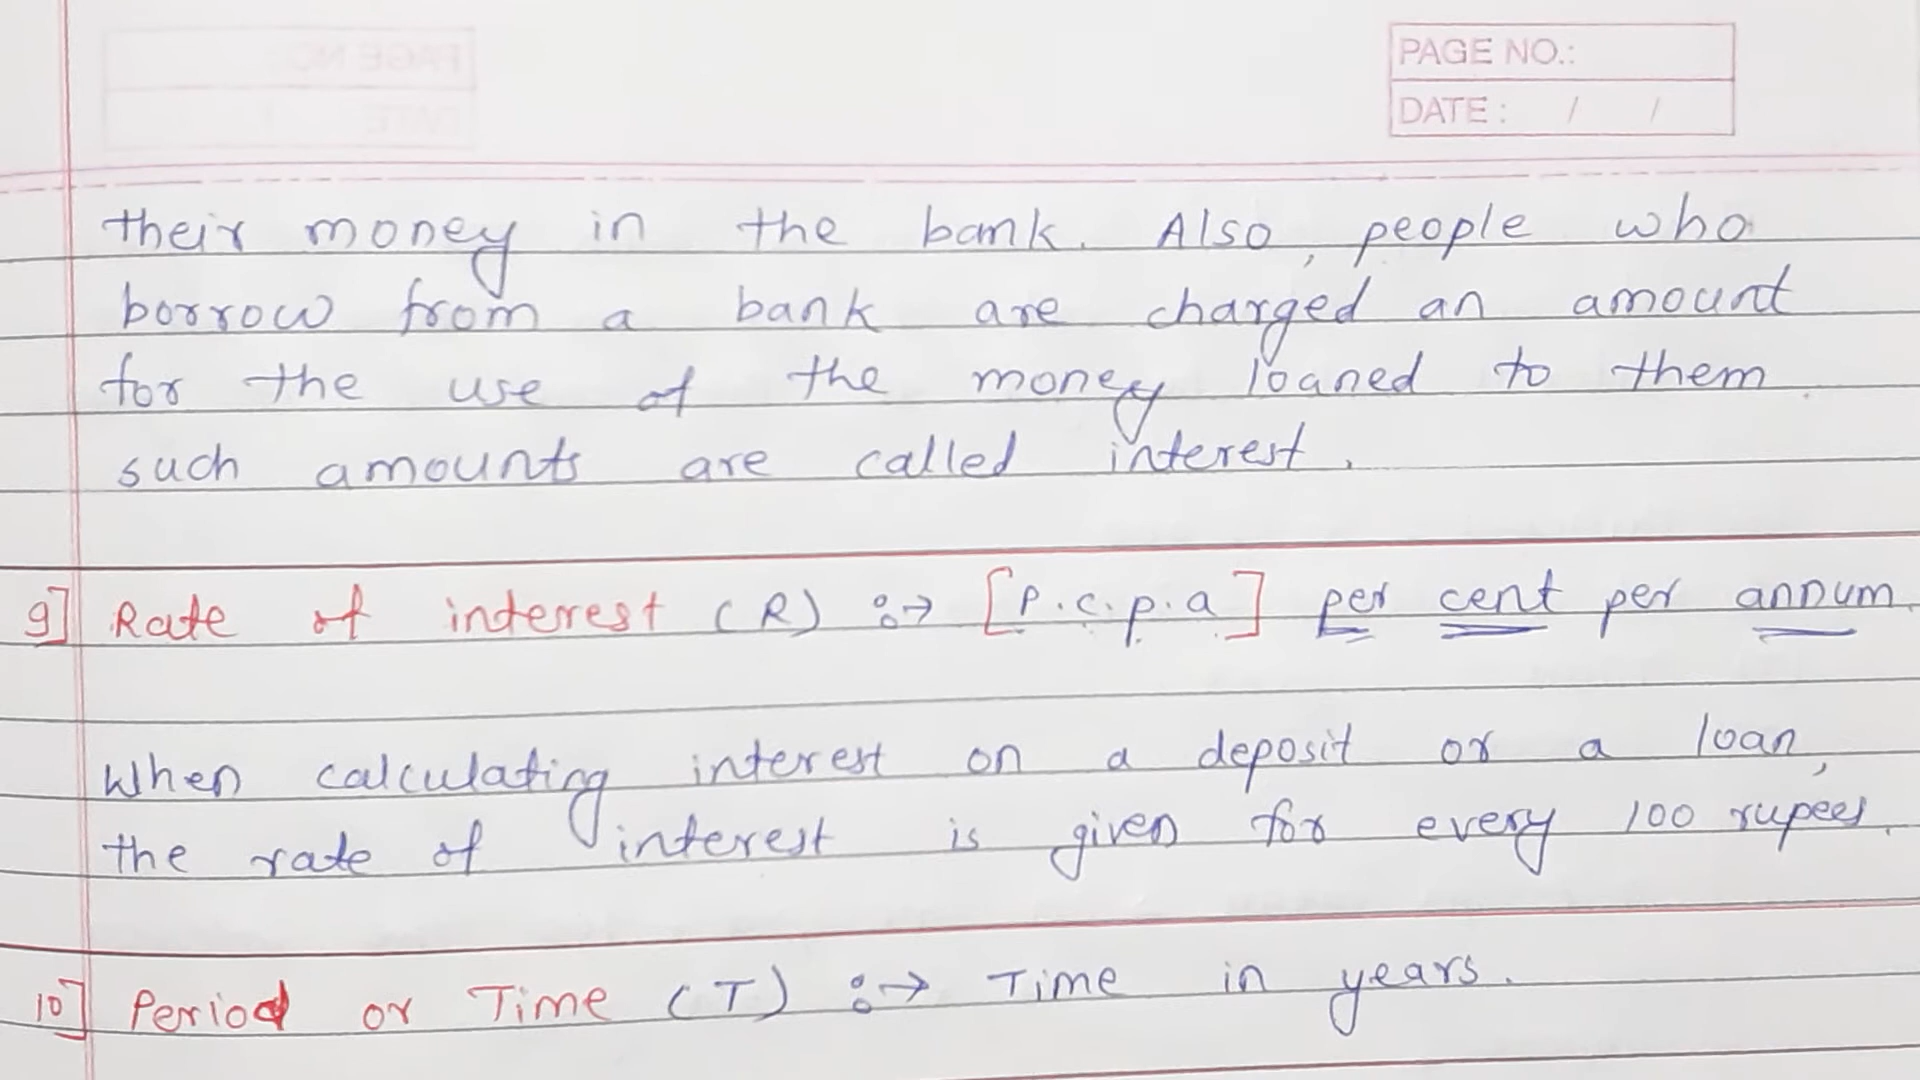 PAGE NO.:
DATE : / /
their money in the bank. Also, people who
borrow from a bank are charged an amount
for the use of the money loaned to them.
such amounts are called interest.
9] Rate of interest (R) :→ [P.c.p.a] per cent per annum.
When calculating interest on a deposit or a loan,
the rate of interest is given for every 100 rupees.
10] Period or Time (T) :→ Time in years.